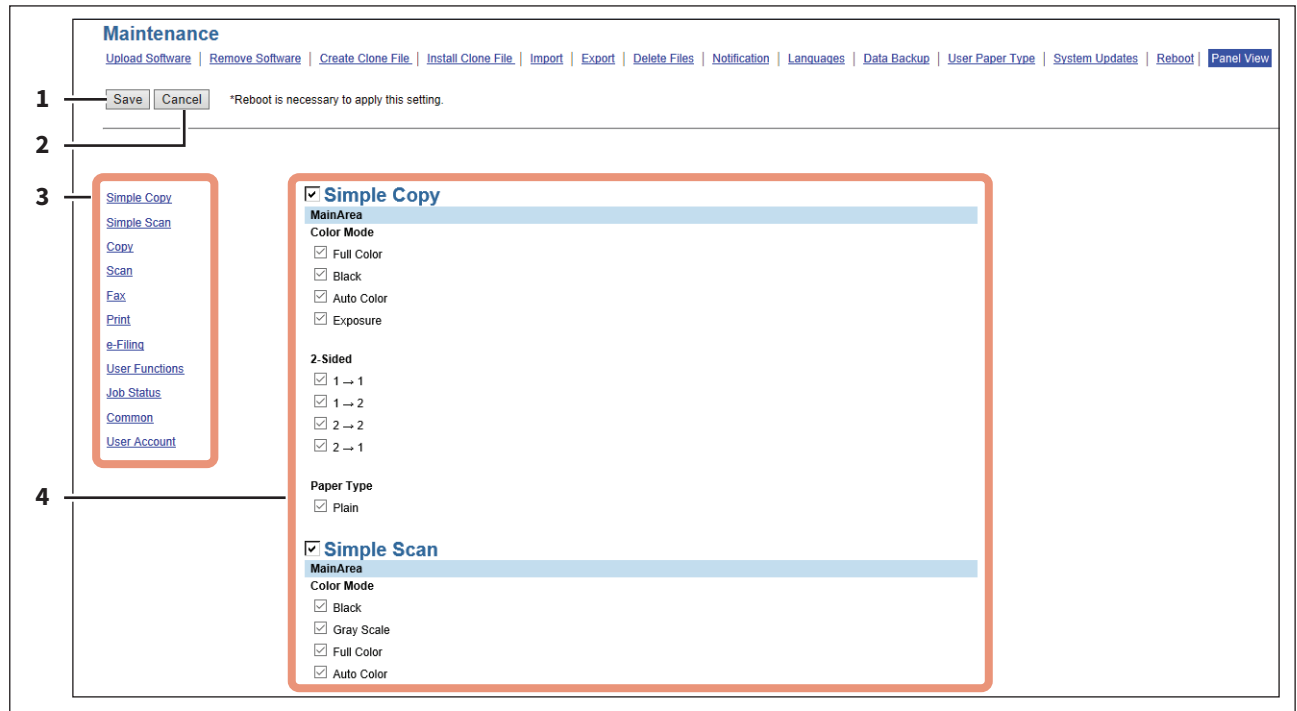 Maintenance
Upload Software | Remove Software | Create Clone File | Install Clone File | Import | Export | Delete Files | Notification | Languages | Data Backup | User Paper Type | System Updates | Reboot | Panel View
1 Save Cancel *Reboot is necessary to apply this setting.
2
3
Simple Copy
Simple Scan
Copy
Scan
Fax
Print
e-Filing
User Functions
Job Status
Common
User Account
4
Simple Copy
MainArea
Color Mode
Full Color
Black
Auto Color
Exposure
2-Sided
1 → 1
1 → 2
2 → 2
2 → 1
Paper Type
Plain
Simple Scan
MainArea
Color Mode
Black
Gray Scale
Full Color
Auto Color